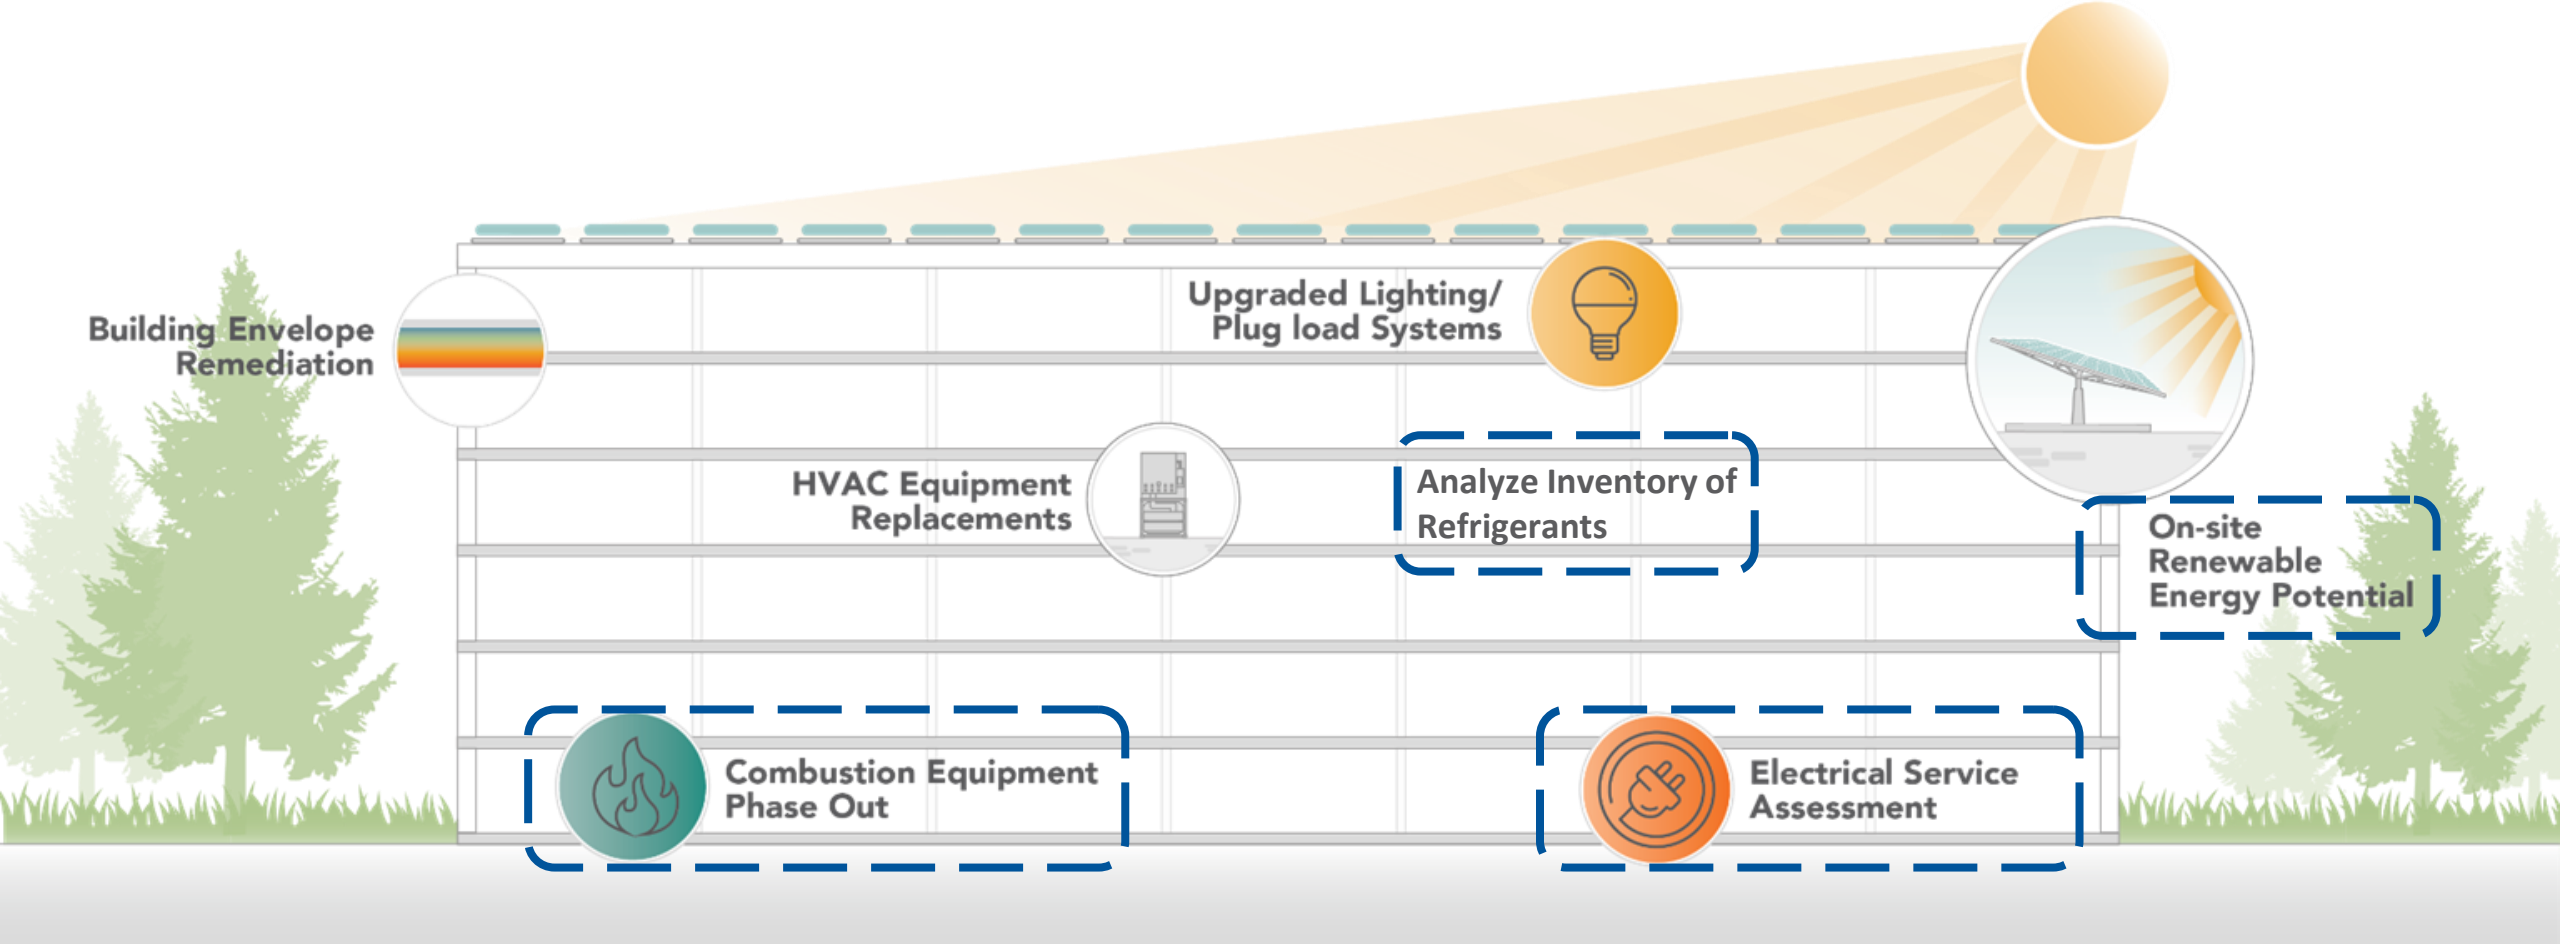 Upgraded Lighting/
Plug load Systems
Building Envelope
Remediation
HVAC Equipment
Replacements
Analyze Inventory of
Refrigerants
On-site
Renewable
Energy Potential
Combustion Equipment
Phase Out
Electrical Service
Assessment